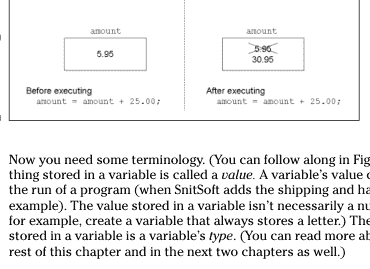 amount
amount
5.95
5.95
30.95
Before executing
After executing
amount = amount + 25.00;
amount = amount + 25.00;
Now you need some terminology. (You can follow along in Fig
thing stored in a variable is called a value. A variable's value
the run of a program (when SnitSoft adds the shipping and ha
example). The value stored in a variable isn't necessarily a nu
for example, create a variable that always stores a letter.) The
stored in a variable is a variable's type. (You can read more ab
rest of this chapter and in the next two chapters as well.)